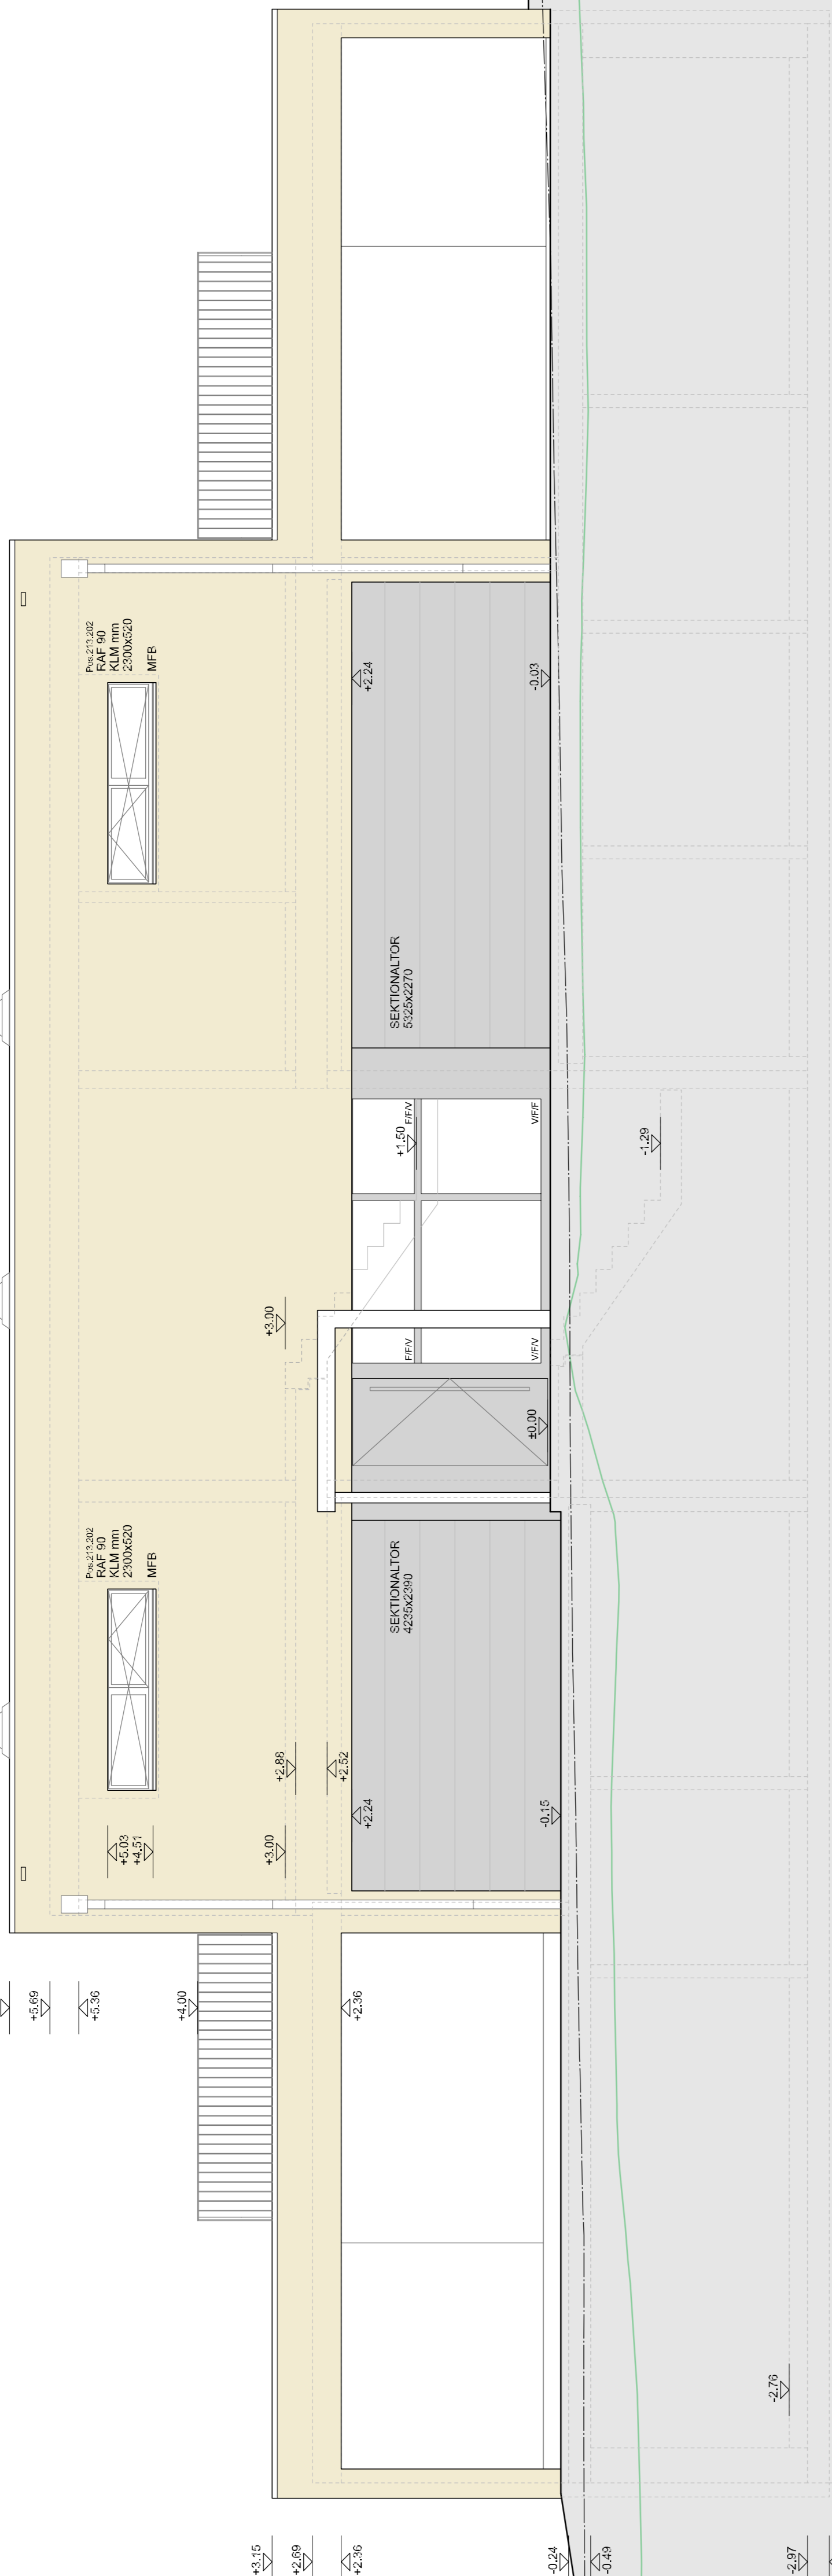 Pos.213.202
RAF 90
KLM mm
2300x520
MFB
+2.24
-0.03
SEKTIONALTOR
5325x2270
F/F/V
+1.50
V/F/F
-1.29
+3.00
F/F/V
V/F/V
±0.00
Pos.213.202
RAF 90
KLM mm
2300x520
MFB
SEKTIONALTOR
4235x2390
+2.88
+2.52
+5.03
+4.51
+3.00
+2.24
-0.15
+5.69
+5.36
+4.00
+2.36
-2.76
+3.15
+2.69
+2.36
-0.24
-0.49
-2.97